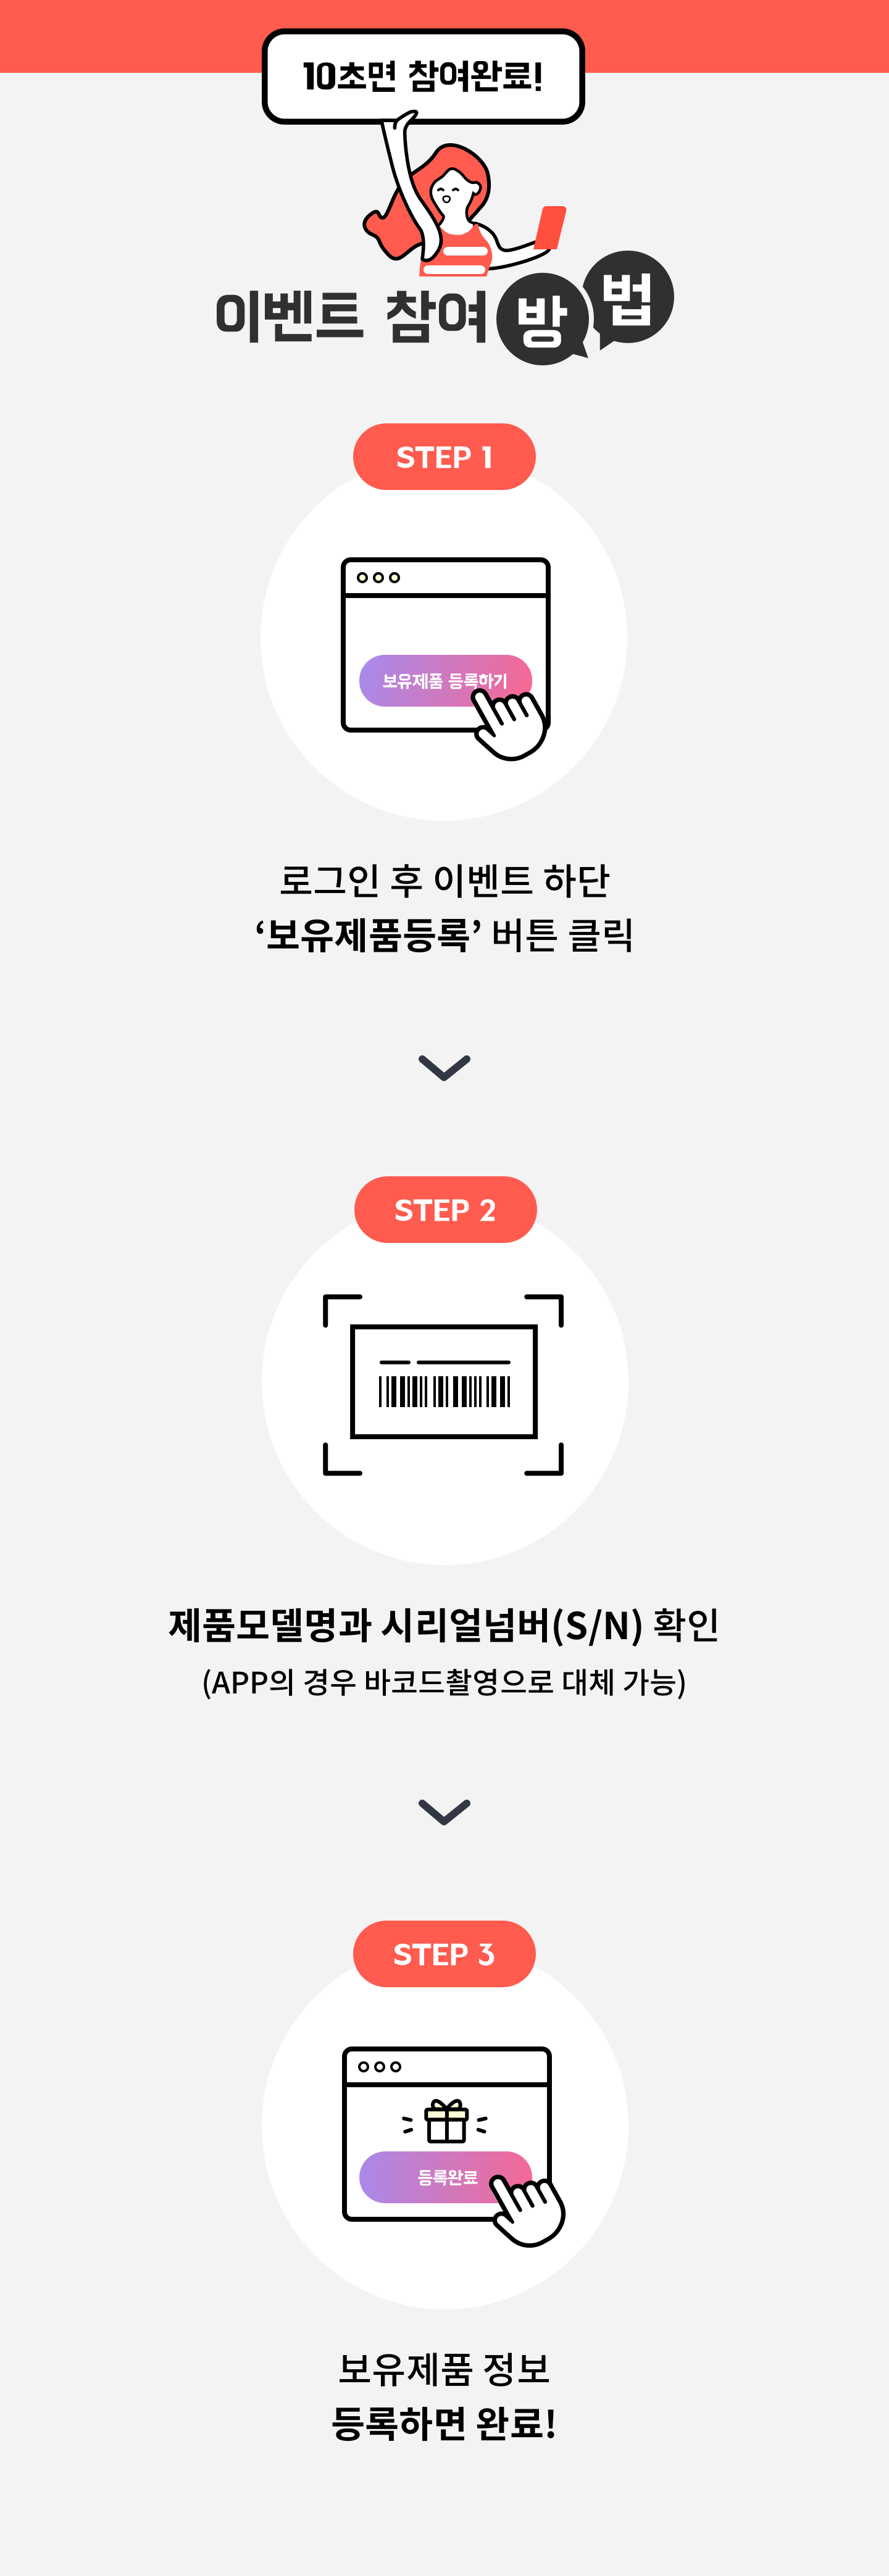 10초면 참여완료!
이벤트 참여 방법
STEP 1
보유제품 등록하기
로그인 후 이벤트 하단
‘보유제품등록’ 버튼 클릭
STEP 2
제품모델명과 시리얼넘버(S/N) 확인
(APP의 경우 바코드촬영으로 대체 가능)
STEP 3
등록완료
보유제품 정보
등록하면 완료!